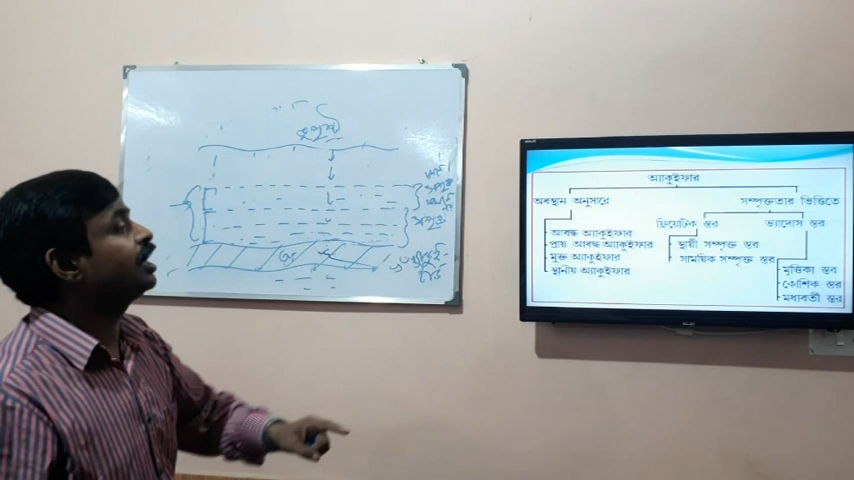 ভূপৃষ্ঠ
সম্পৃক্ত
অ্যাকুইফার
অবস্থান অনুসারে
সম্পৃক্ততার ভিত্তিতে
আবদ্ধ অ্যাকুইফার
প্রায় আবদ্ধ অ্যাকুইফার
মুক্ত অ্যাকুইফার
স্থানীয় অ্যাকুইফার
ফ্রিয়েটিক স্তর
স্থায়ী সম্পৃক্ত স্তর
সাময়িক সম্পৃক্ত স্তর
ভ্যাদোস স্তর
মৃত্তিকা স্তর
কৌশিক স্তর
মধ্যবর্তী স্তর